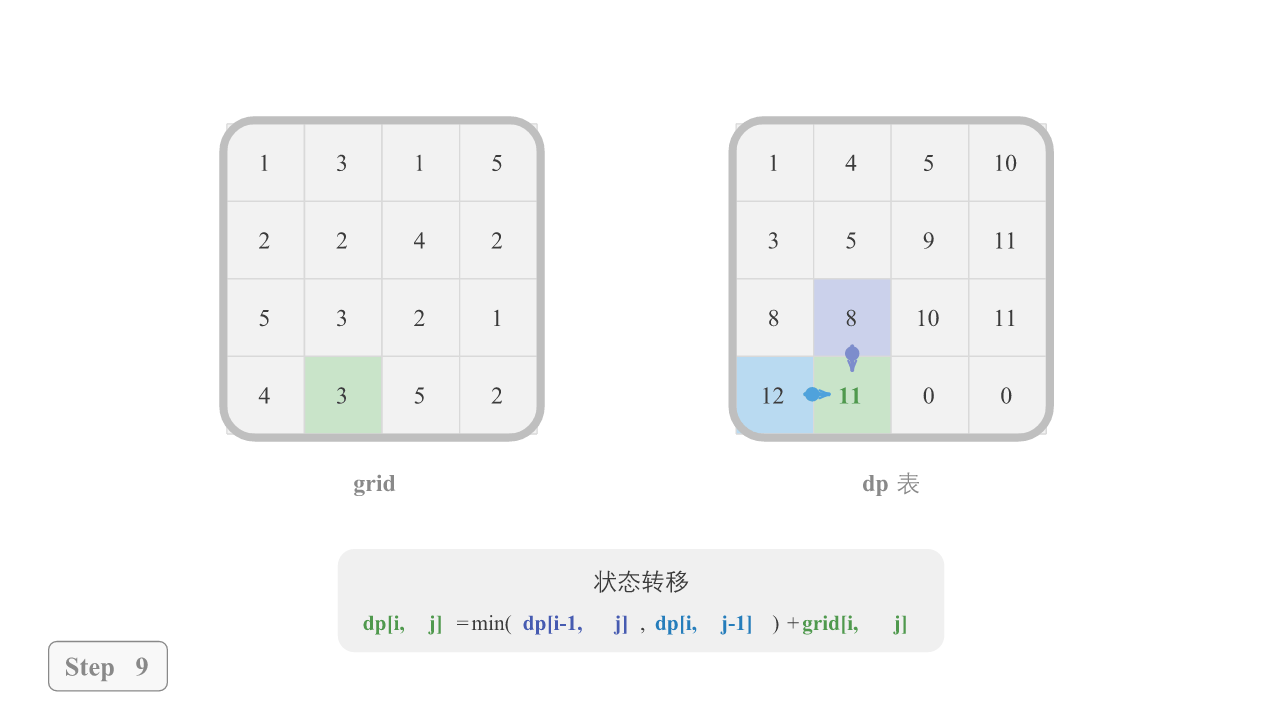 1 3 1 5 1 4 5 10
2 2 4 2 3 5 9 11
5 3 2 1 8 8 10 11
4 3 5 2 12 11 0 0
grid dp 表
状态转移
dp[i, j] =min( dp[i-1, j] , dp[i, j-1] ) +grid[i, j]
Step 9